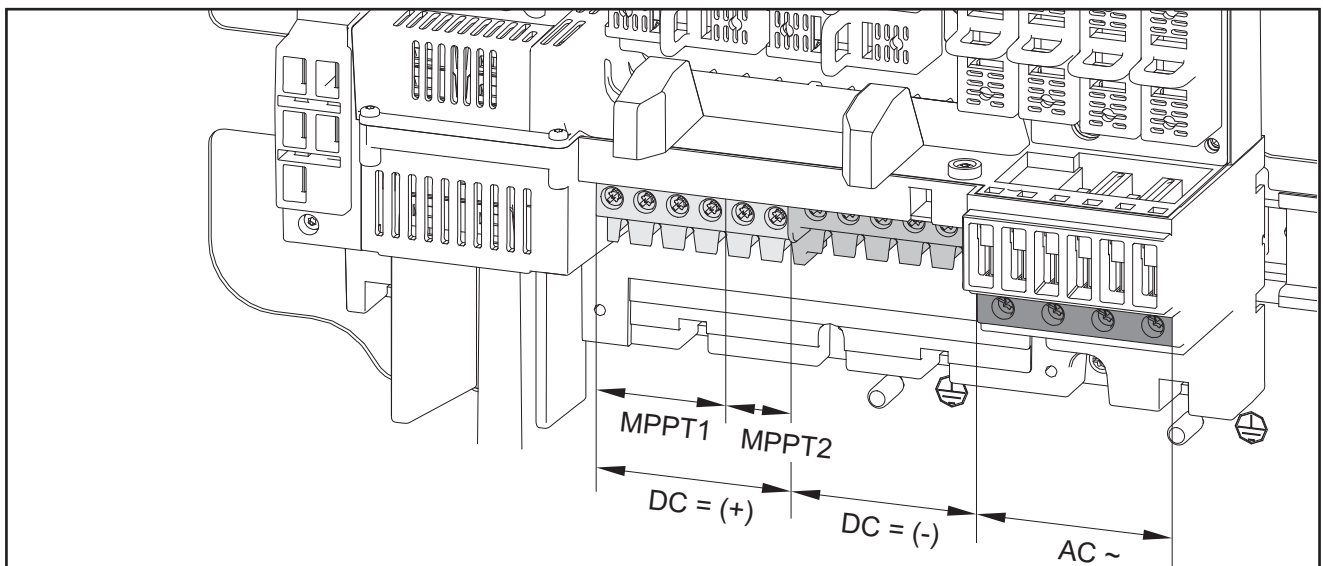 MPPT1
MPPT2
DC = (+)
DC = (-)
AC ~